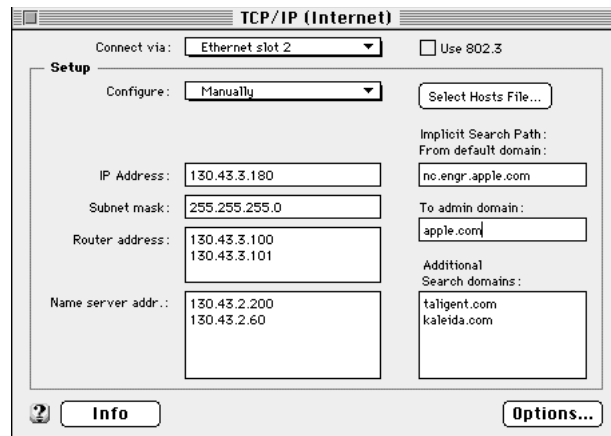 TCP/IP (Internet)
Connect via: Ethernet slot 2
Use 802.3
Setup
Configure: Manually
Select Hosts File...
Implicit Search Path:
From default domain:
IP Address: 130.43.3.180
nc.engr.apple.com
Subnet mask: 255.255.255.0
To admin domain:
apple.com
Router address: 130.43.3.100
130.43.3.101
Additional
Search domains:
Name server addr.: 130.43.2.200
130.43.2.60
taligent.com
kaleida.com
?
Info
Options...